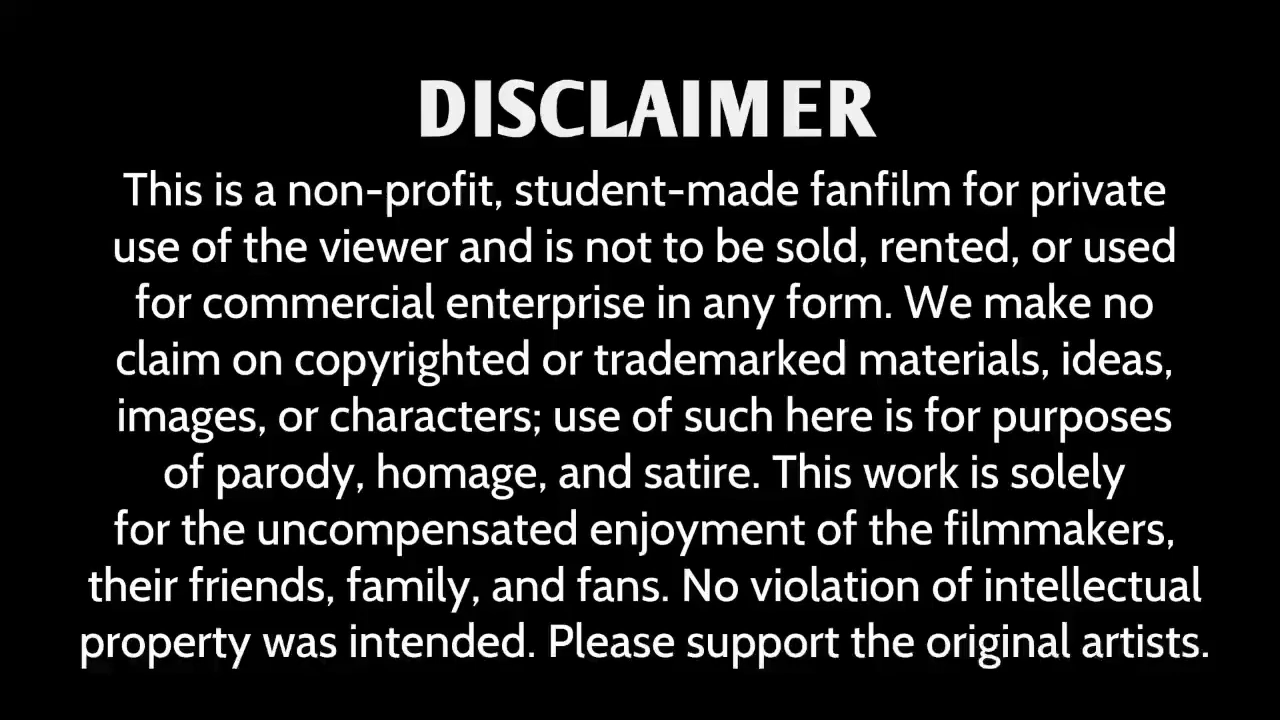 DISCLAIMER
This is a non-profit, student-made fanfilm for private
use of the viewer and is not to be sold, rented, or used
for commercial enterprise in any form. We make no
claim on copyrighted or trademarked materials, ideas,
images, or characters; use of such here is for purposes
of parody, homage, and satire. This work is solely
for the uncompensated enjoyment of the filmmakers,
their friends, family, and fans. No violation of intellectual
property was intended. Please support the original artists.